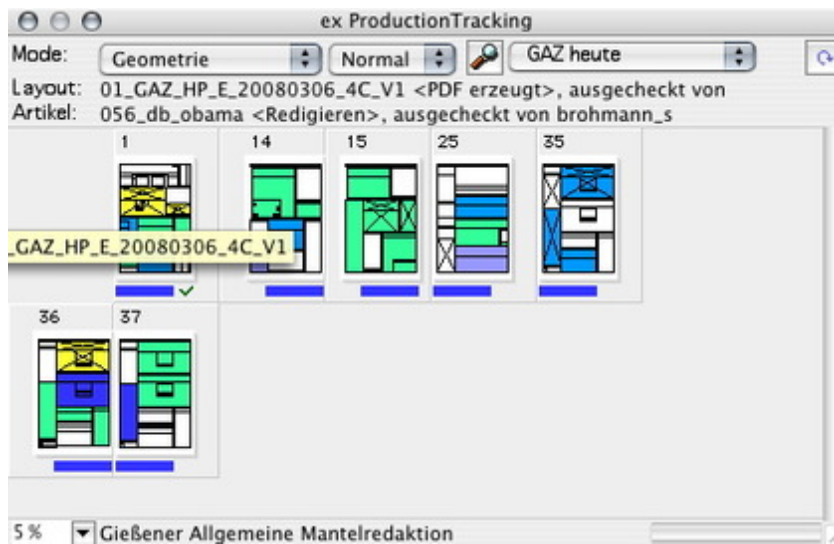 ex ProductionTracking
Mode: Geometrie Normal GAZ heute
Layout: 01_GAZ_HP_E_20080306_4C_V1 <PDF erzeugt>, ausgecheckt von
Artikel: 056_db_obama <Redigieren>, ausgecheckt von brohmann_s
1 14 15 25 35
_GAZ_HP_E_20080306_4C_V1
36 37
5 % Gießener Allgemeine Mantelredaktion